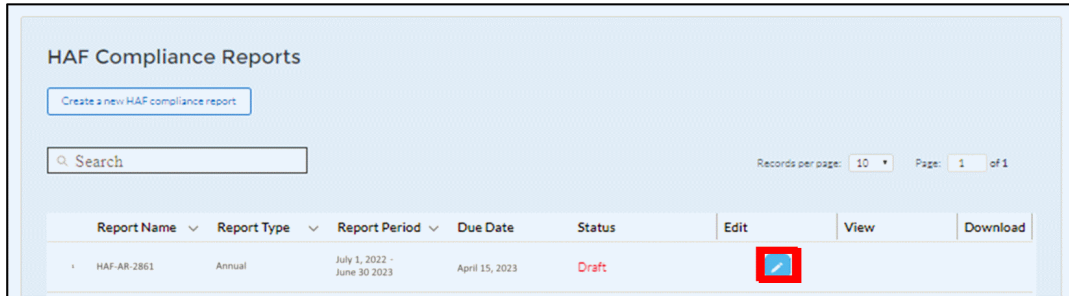 HAF Compliance Reports
Create a new HAF compliance report
Search
Records per page: 10 Page: 1 of 1
Report Name Report Type Report Period Due Date Status Edit View Download
HAF-AR-2861 Annual July 1, 2022 - April 15, 2023 Draft
June 30 2023